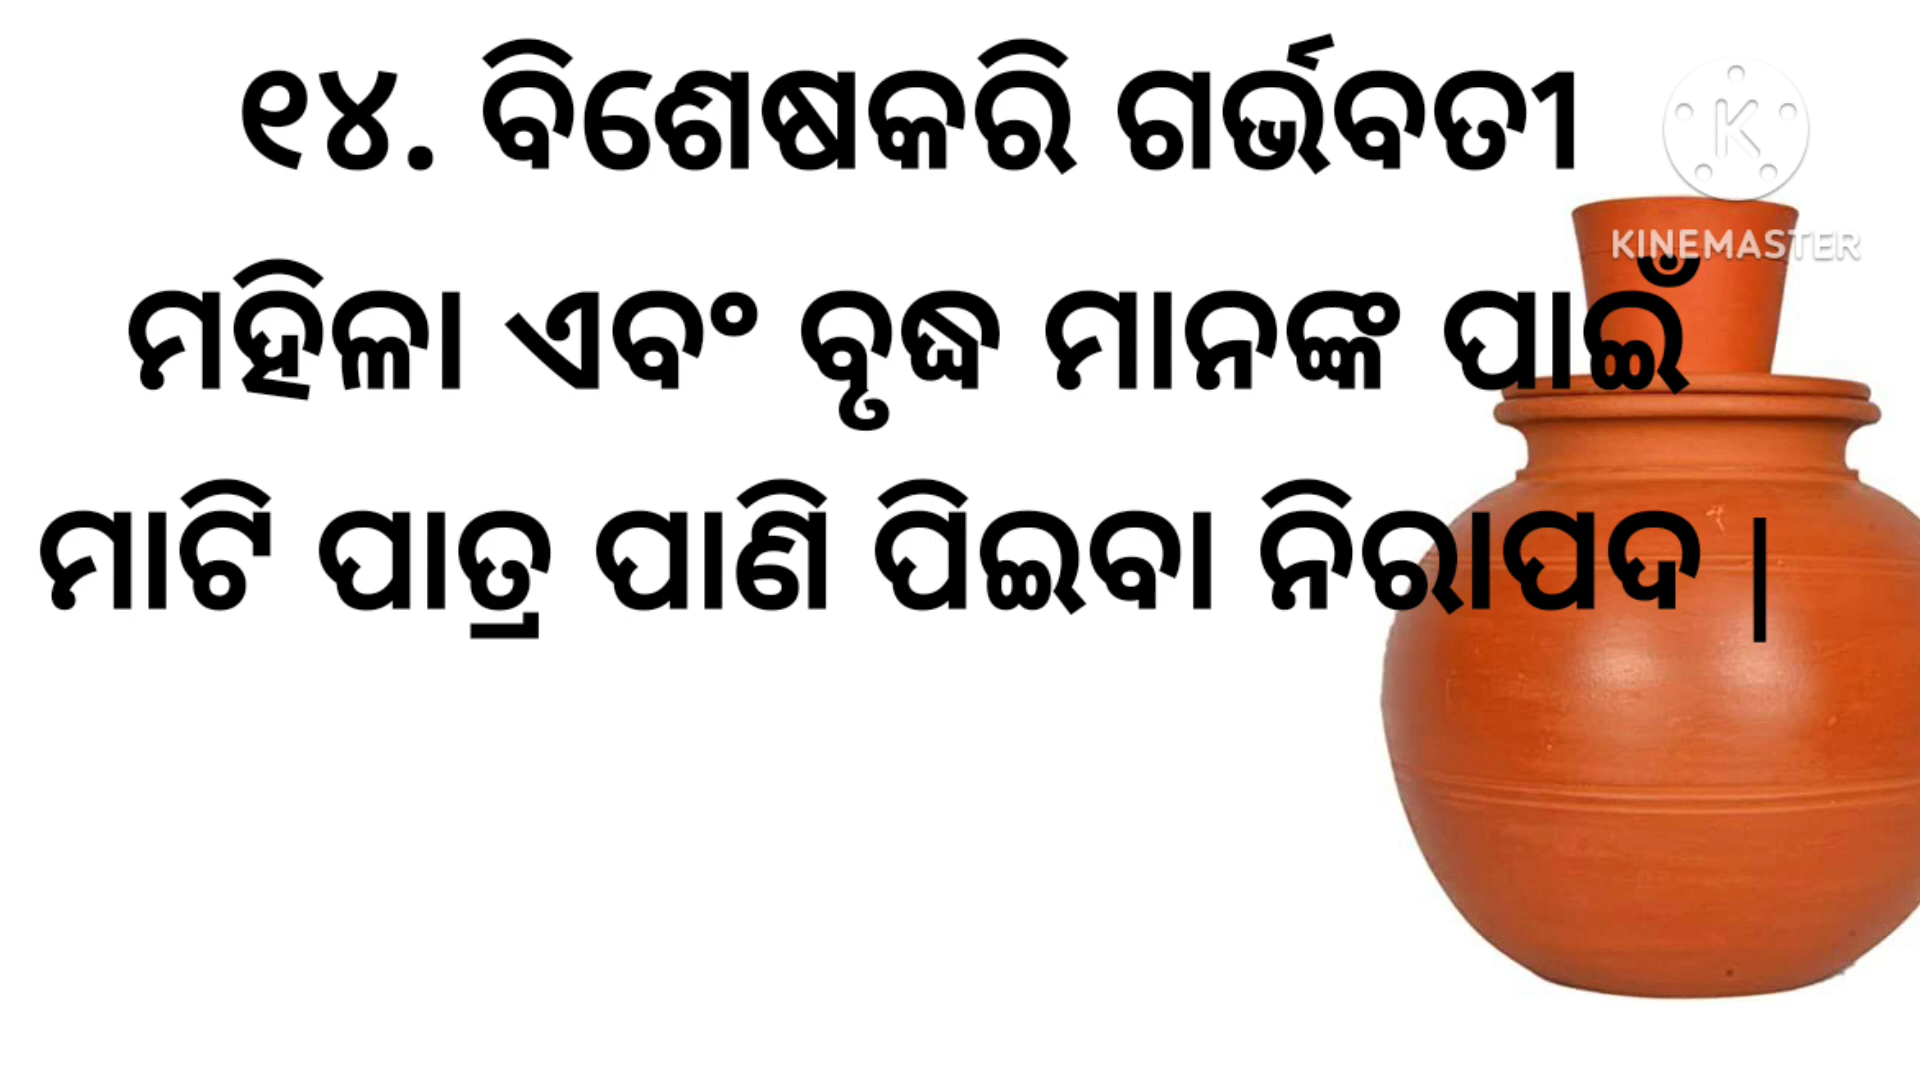 ୧୪. ବିଶେଷକରି ଗର୍ଭବତୀ
KINEMASTER
ମହିଳା ଏବଂ ବୃଦ୍ଧ ମାନଙ୍କ ପାଇଁ
ମାଟି ପାତ୍ର ପାଣି ପିଇବା ନିରାପଦ |